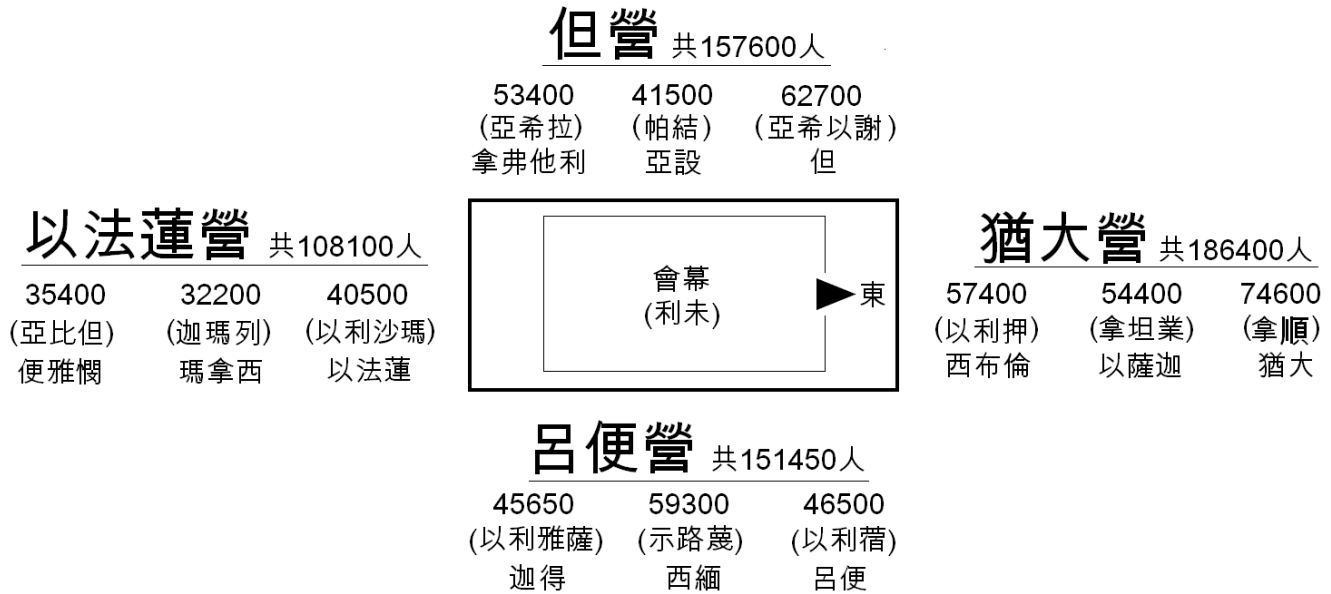 但營 共157600人
53400 41500 62700
(亞希拉) (帕結) (亞希以謝)
拿弗他利 亞設 但
以法蓮營 共108100人
35400 32200 40500
(亞比但) (迦瑪列) (以利沙瑪)
便雅憫 瑪拿西 以法蓮
會幕
(利未)
東
猶大營 共186400人
57400 54400 74600
(以利押) (拿坦業) (拿順)
西布倫 以薩迦 猶大
呂便營 共151450人
45650 59300 46500
(以利雅薩) (示路蔑) (以利蓿)
迦得 西緬 呂便